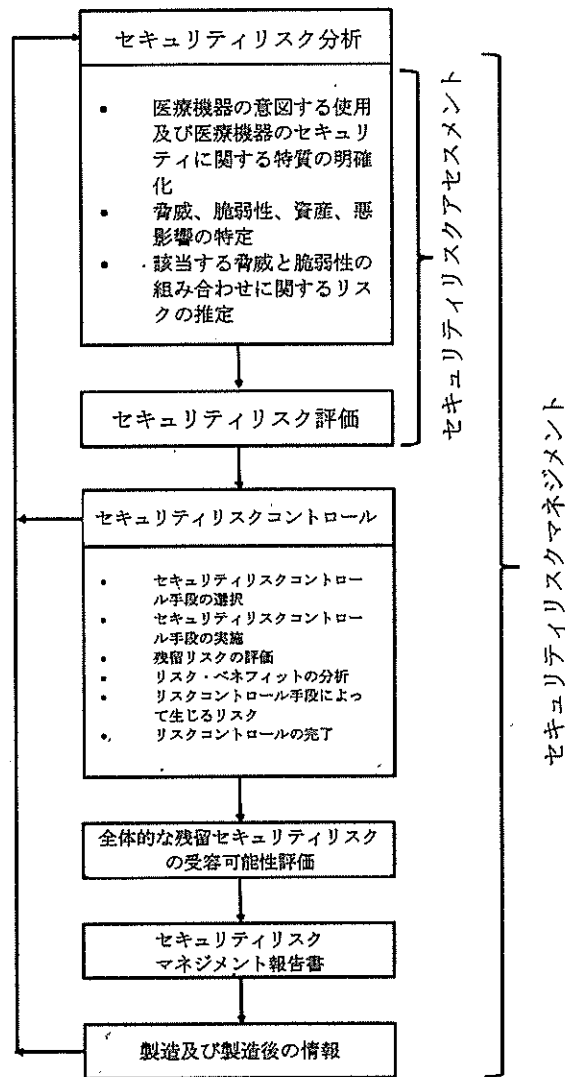 セキュリティリスク分析
• 医療機器の意図する使用
及び医療機器のセキュリ
ティに関する特質の明確
化
• 脅威、脆弱性、資産、悪
影響の特定
• 該当する脅威と脆弱性の
組み合わせに関するリス
クの推定
セキュリティリスク評価
セキュリティリスクコントロール
• セキュリティリスクコントロー
ル手段の選択
• セキュリティリスクコントロー
ル手段の実施
• 残留リスクの評価
• リスク・ベネフィットの分析
• リスクコントロール手段によっ
て生じるリスク
• リスクコントロールの完了
全体的な残留セキュリティリスク
の受容可能性評価
セキュリティリスク
マネジメント報告書
製造及び製造後の情報
セキュリティリスクアセスメント
セキュリティリスクマネジメント